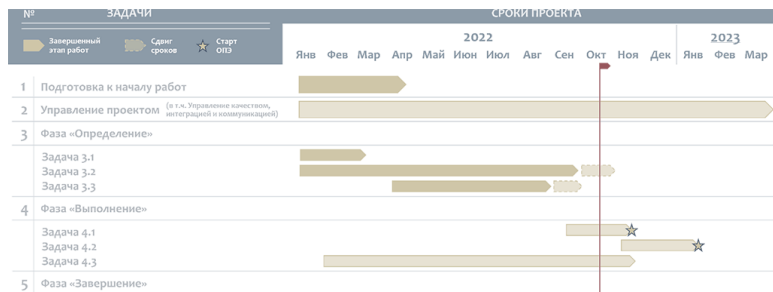 № ЗАДАЧИ СРОКИ ПРОЕКТА
Завершенный этап работ
Сдвиг сроков
Старт ОПЭ
2022 2023
Янв Фев Мар Апр Май Июн Июл Авг Сен Окт Ноя Дек Янв Фев Мар
1 Подготовка к началу работ
2 Управление проектом (в т.ч. Управление качеством, интеграцией и коммуникацией)
3 Фаза «Определение»
Задача 3.1
Задача 3.2
Задача 3.3
4 Фаза «Выполнение»
Задача 4.1
Задача 4.2
Задача 4.3
5 Фаза «Завершение»